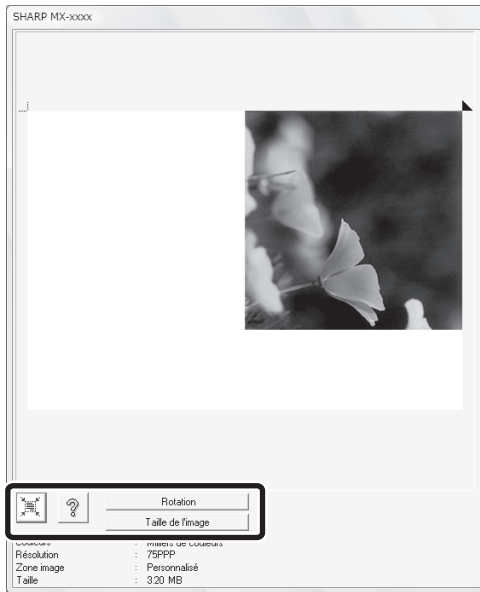 SHARP MX-xxxx
?
Rotation
Taille de l'image
Couleurs : Milliers de couleurs
Résolution : 75PPP
Zone image : Personnalisé
Taille : 3.20 MB